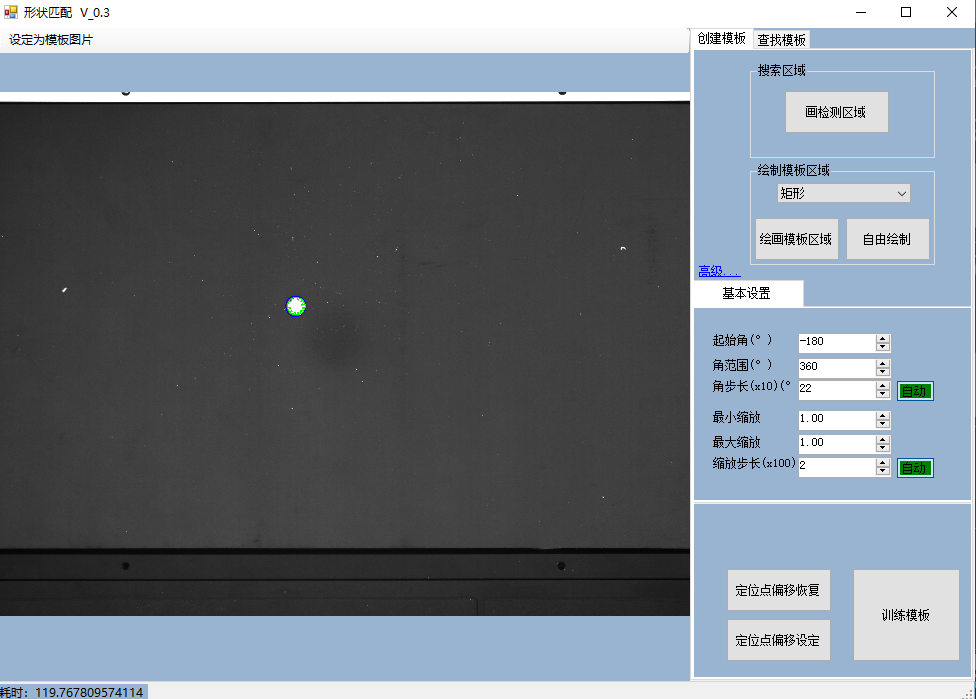 形状匹配 V_0.3
设定为模板图片
创建模板 查找模板
搜索区域
画检测区域
绘制模板区域
矩形
绘画模板区域 自由绘制
高级...
基本设置
起始角(°) -180
角范围(°) 360
角步长(x10)(° 22 自动
最小缩放 1.00
最大缩放 1.00
缩放步长(x100) 2 自动
定位点偏移恢复
训练模板
定位点偏移设定
耗时: 119.767809574114